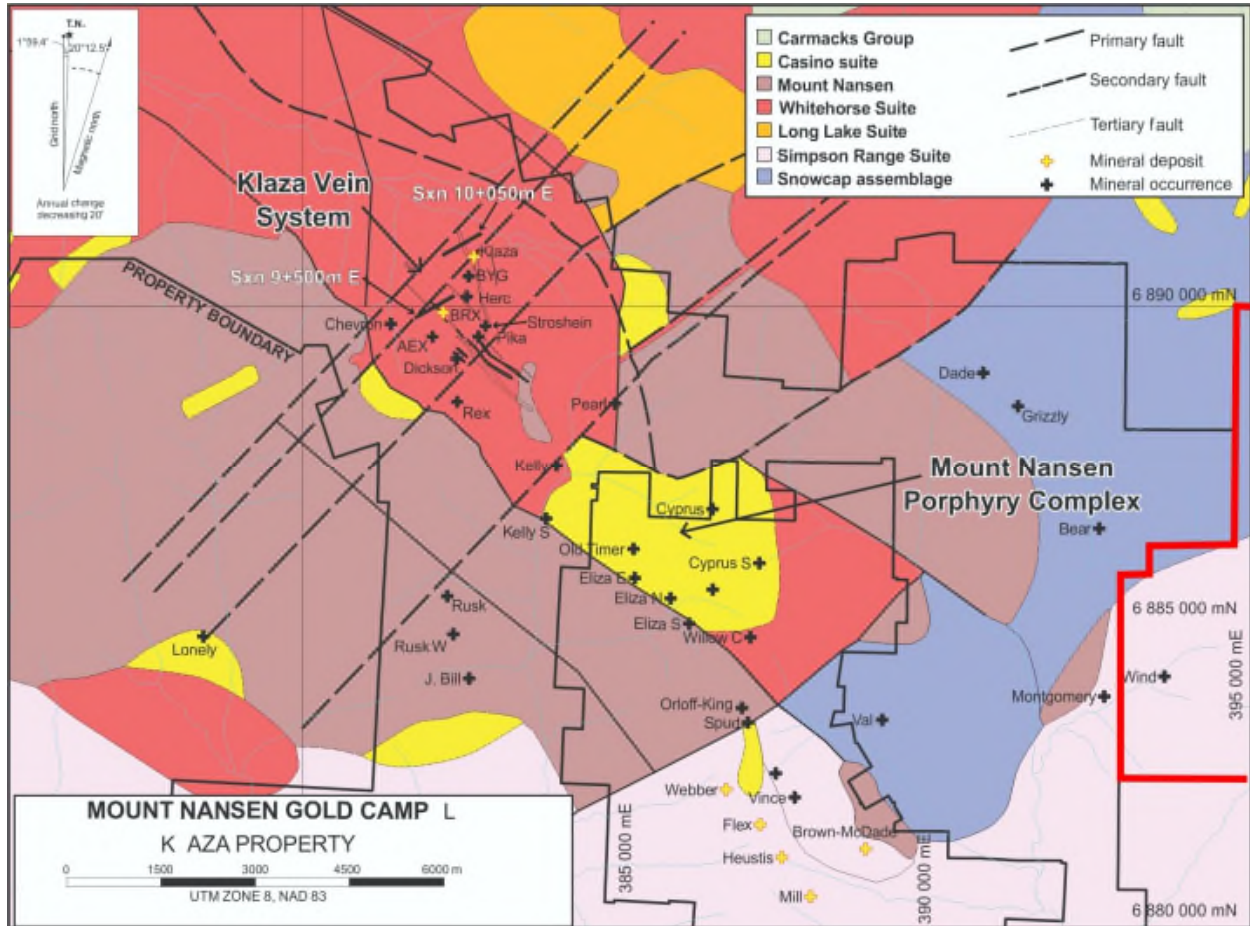 T.N.
1°59.4'
20°12.5'
Grid north
Magnetic north
Annual change
decreasing 20'
Carmacks Group
Casino suite
Mount Nansen
Whitehorse Suite
Long Lake Suite
Simpson Range Suite
Snowcap assemblage
Primary fault
Secondary fault
Tertiary fault
Mineral deposit
Mineral occurrence
Klaza Vein
System
Sxn 10+050m E
Sxn 9+500m E
PROPERTY BOUNDARY
Klaza
BYG
Herc
BRX
Stroshein
Chevron
AEX
Pika
Dickson
Rex
Pearl
6 890 000 mN
Dade
Grizzly
Kelly
Mount Nansen
Porphyry Complex
Cyprus
Kelly S
Bear
Old Timer
Cyprus S
Eliza E
Eliza N
Rusk
6 885 000 mN
Eliza S
Willow C
Lonely
Rusk W
J. Bill
Wind
Montgomery
395 000 mE
Orloff-King
Spud
Val
Webber
Vince
Flex
Brown-McDade
Heustis
Mill
385 000 mE
390 000 mE
6 880 000 mN
MOUNT NANSEN GOLD CAMP L
K AZA PROPERTY
0 1500 3000 4500 6000 m
UTM ZONE 8, NAD 83